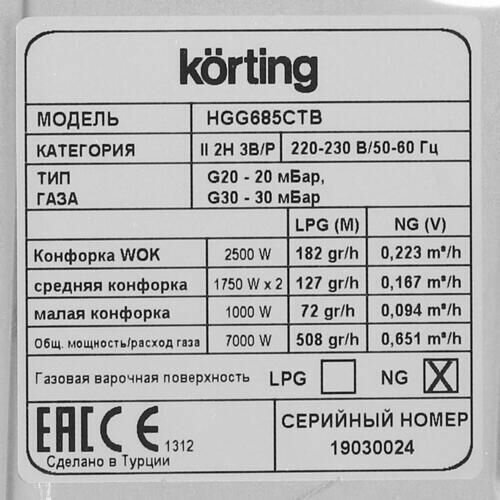 körting
МОДЕЛЬ HGG685CTB
КАТЕГОРИЯ II 2H 3B/P 220-230 В/50-60 Гц
ТИП ГАЗА G20 - 20 мБар, G30 - 30 мБар
LPG (M) NG (V)
Конфорка WOK 2500 W 182 gr/h 0,223 m³/h
средняя конфорка 1750 W x 2 127 gr/h 0,167 m³/h
малая конфорка 1000 W 72 gr/h 0,094 m³/h
Общ. мощность/расход газа 7000 W 508 gr/h 0,651 m³/h
Газовая варочная поверхность LPG NG X
EAC CE 1312
Сделано в Турции
СЕРИЙНЫЙ НОМЕР
19030024